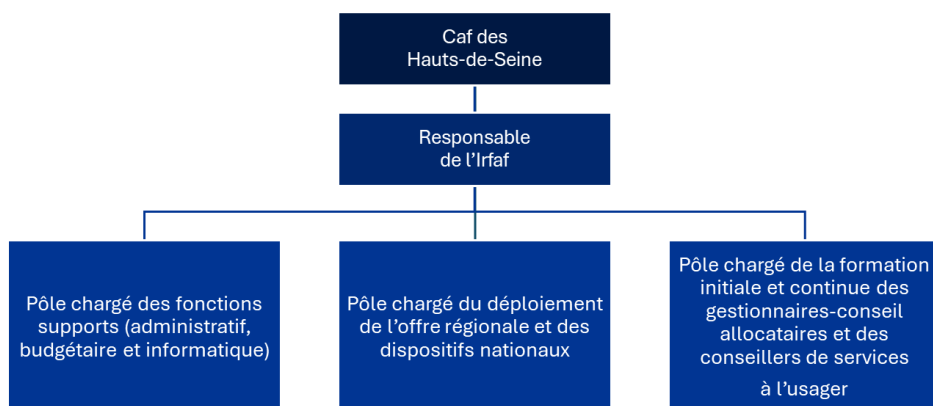 Caf des
Hauts-de-Seine
Responsable
de l’Irfaf
Pôle chargé des fonctions
supports (administratif,
budgétaire et informatique)
Pôle chargé du déploiement
de l’offre régionale et des
dispositifs nationaux
Pôle chargé de la formation
initiale et continue des
gestionnaires-conseil
allocataires et des
conseillers de services
à l’usager